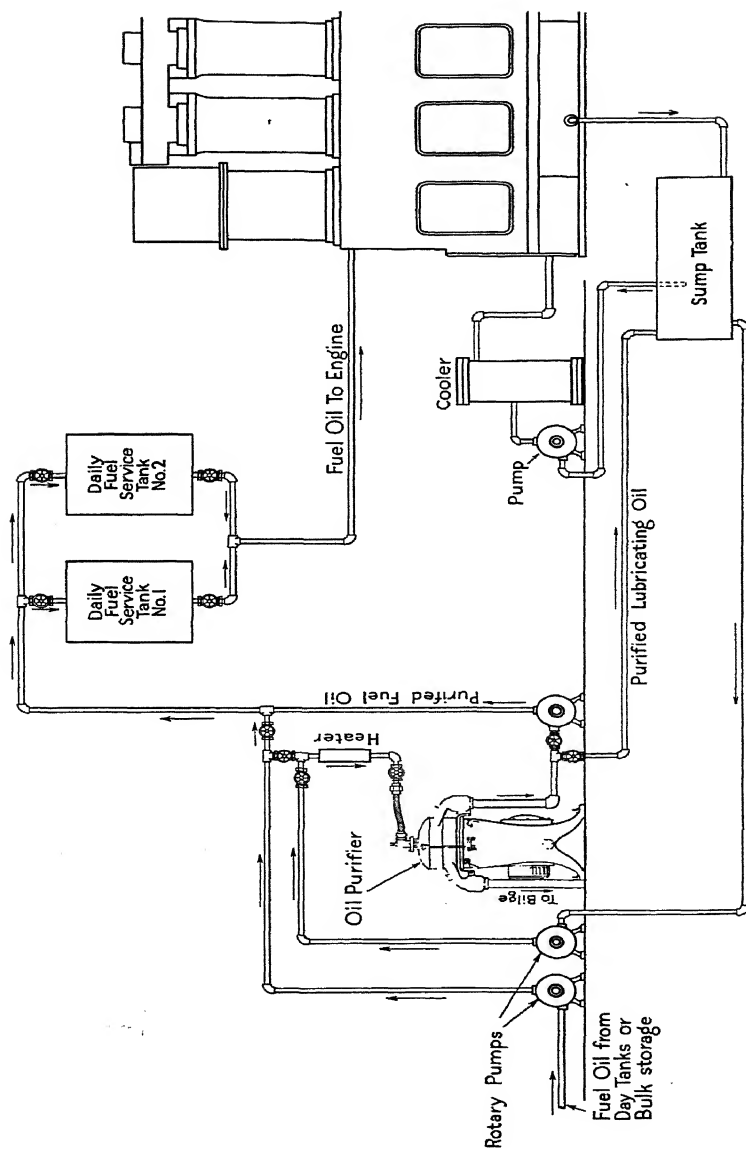 Daily
Fuel
Service
Tank
No.1
Daily
Fuel
Service
Tank
No.2
Fuel Oil To Engine
Purifed Fuel Oil
Heater
Oil Purifier
To Bilge
Cooler
Pump
Sump Tank
Purified Lubricating Oil
Rotary Pumps
Fuel Oil from
Day Tanks or
Bulk storage